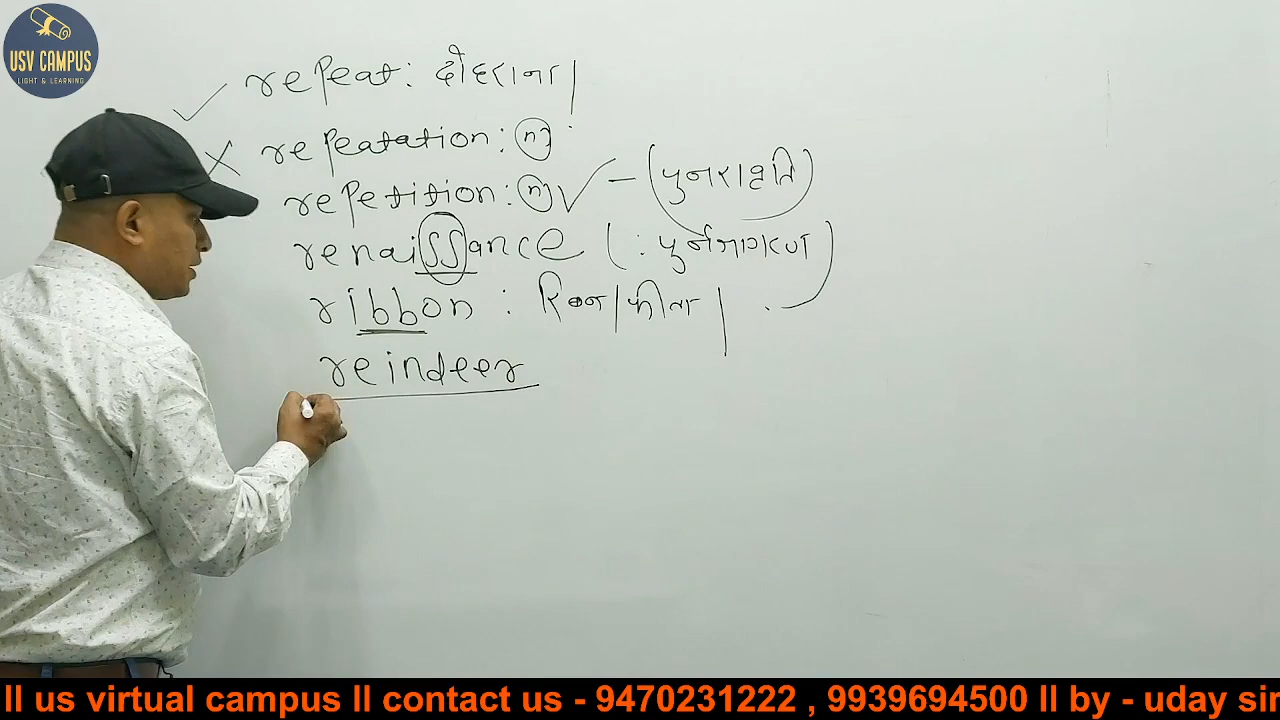 USV CAMPUS
LIGHT & LEARNING
repeat: दोहराना|
repeatation: n
repetition: n - (पुनरावृति)
renaissance (: पुर्नजागरण)
ribbon : रिबन/फीता|
reindeer
ll us virtual campus ll contact us - 9470231222 , 9939694500 ll by - uday sir